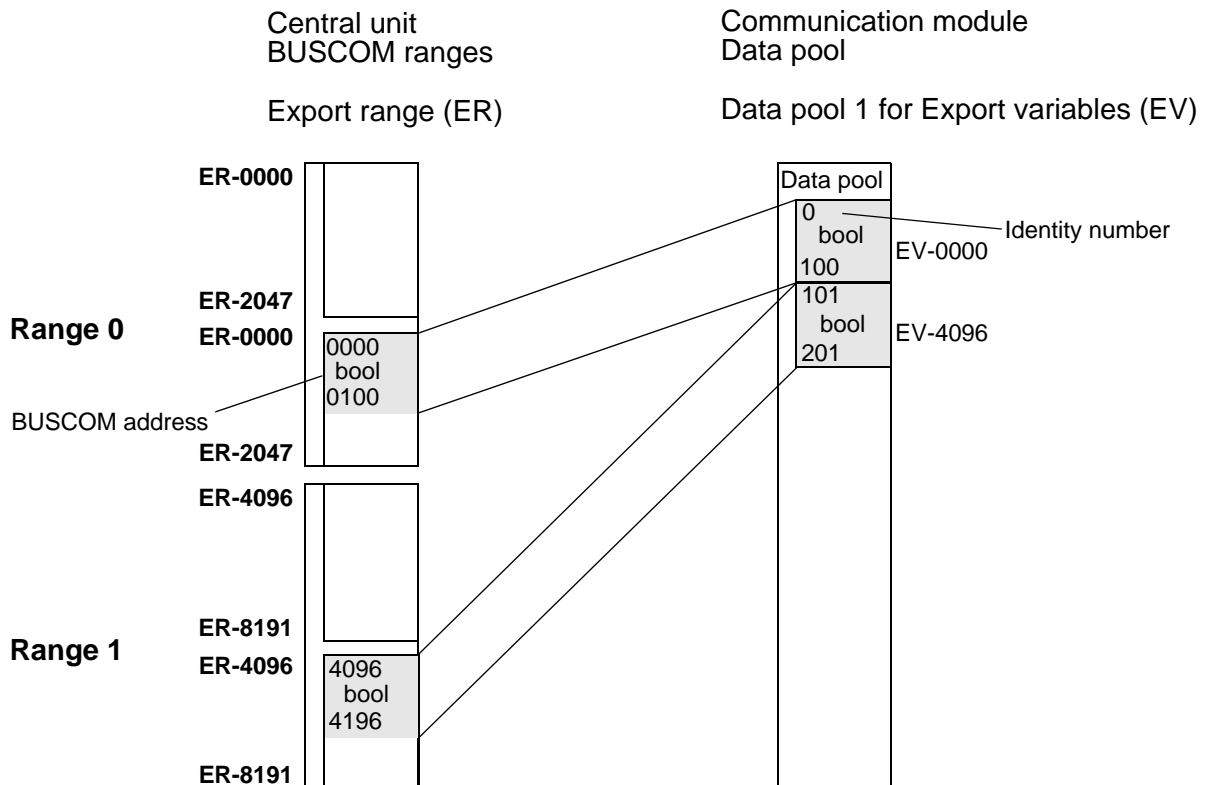 Central unit
BUSCOM ranges
Export range (ER)
Communication module
Data pool
Data pool 1 for Export variables (EV)
ER-0000
ER-2047
Range 0
ER-0000
0000
bool
0100
BUSCOM address
ER-2047
ER-4096
ER-8191
Range 1
ER-4096
4096
bool
4196
ER-8191
Data pool
0
bool
100
Identity number
EV-0000
101
bool
201
EV-4096